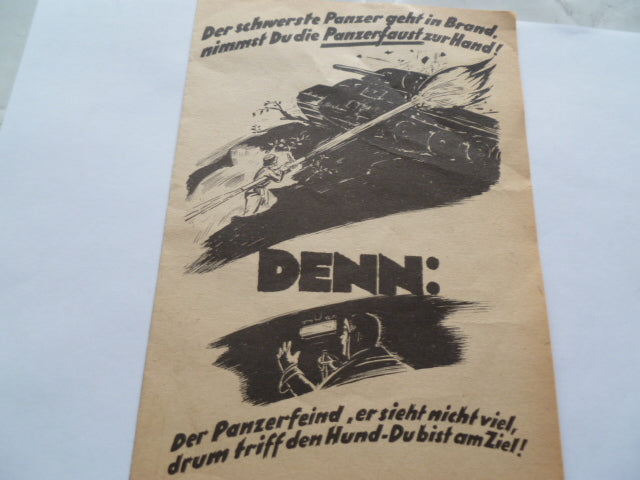 Der schwerste Panzer geht in Brand,
nimmst Du die Panzerfaust zur Hand!
DENN:
Der Panzerfeind, er sieht nicht viel,
drum triff den Hund-Du bist am Ziel!